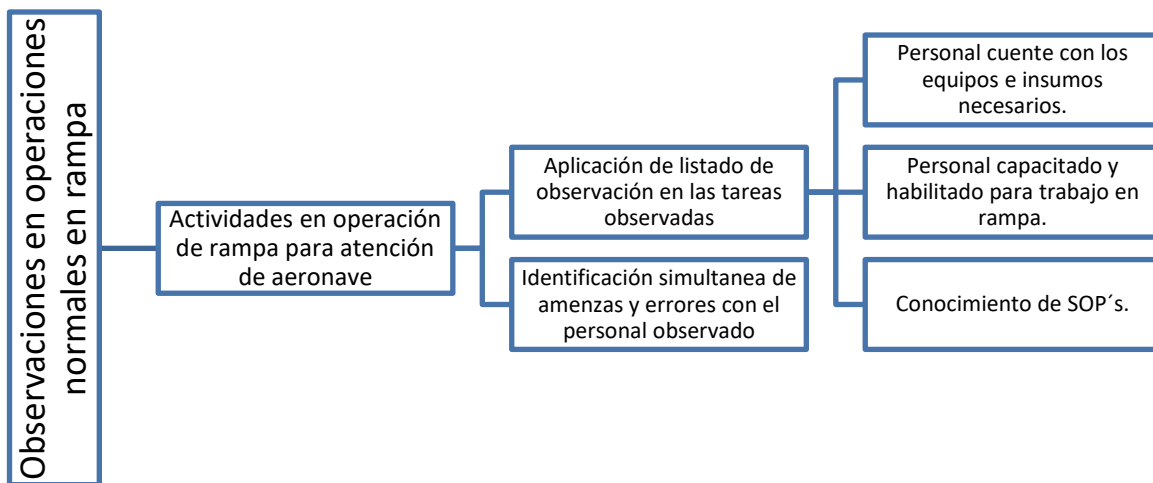 Observaciones en operaciones
normales en rampa
Actividades en operación
de rampa para atención
de aeronave
Aplicación de listado de
observación en las tareas
observadas
Identificación simultanea de
amenzas y errores con el
personal observado
Personal cuente con los
equipos e insumos
necesarios.
Personal capacitado y
habilitado para trabajo en
rampa.
Conocimiento de SOP´s.